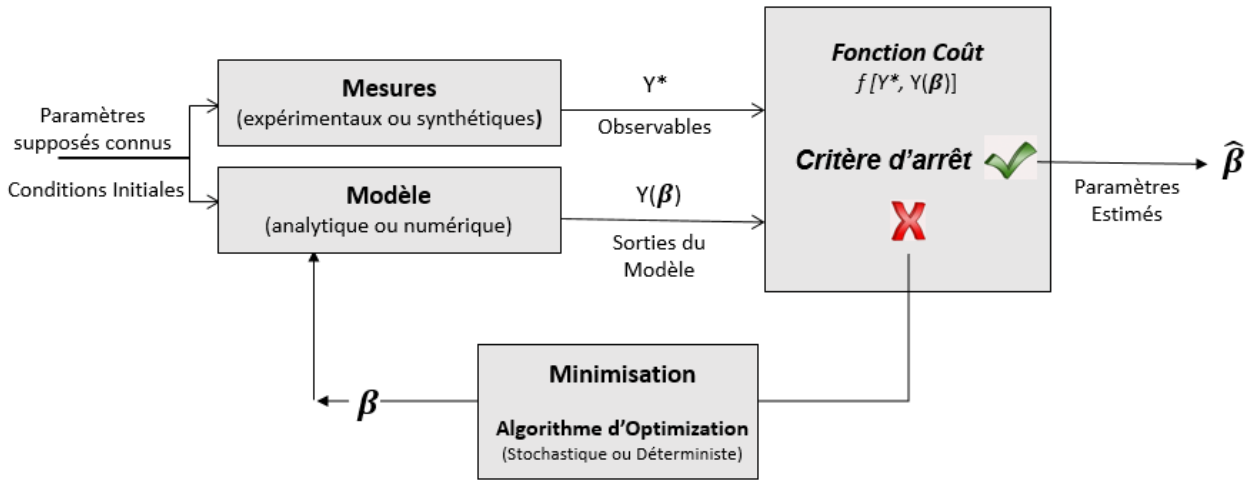 Paramètres
supposés connus
Conditions Initiales
Mesures
(expérimentaux ou synthétiques)
Modèle
(analytique ou numérique)
Y*
Observables
Y(β)
Sorties du
Modèle
Fonction Coût
f [Y*, Y(β)]
Critère d'arrêt
Paramètres
Estimés
β̂
Minimisation
Algorithme d'Optimization
(Stochastique ou Déterministe)
β